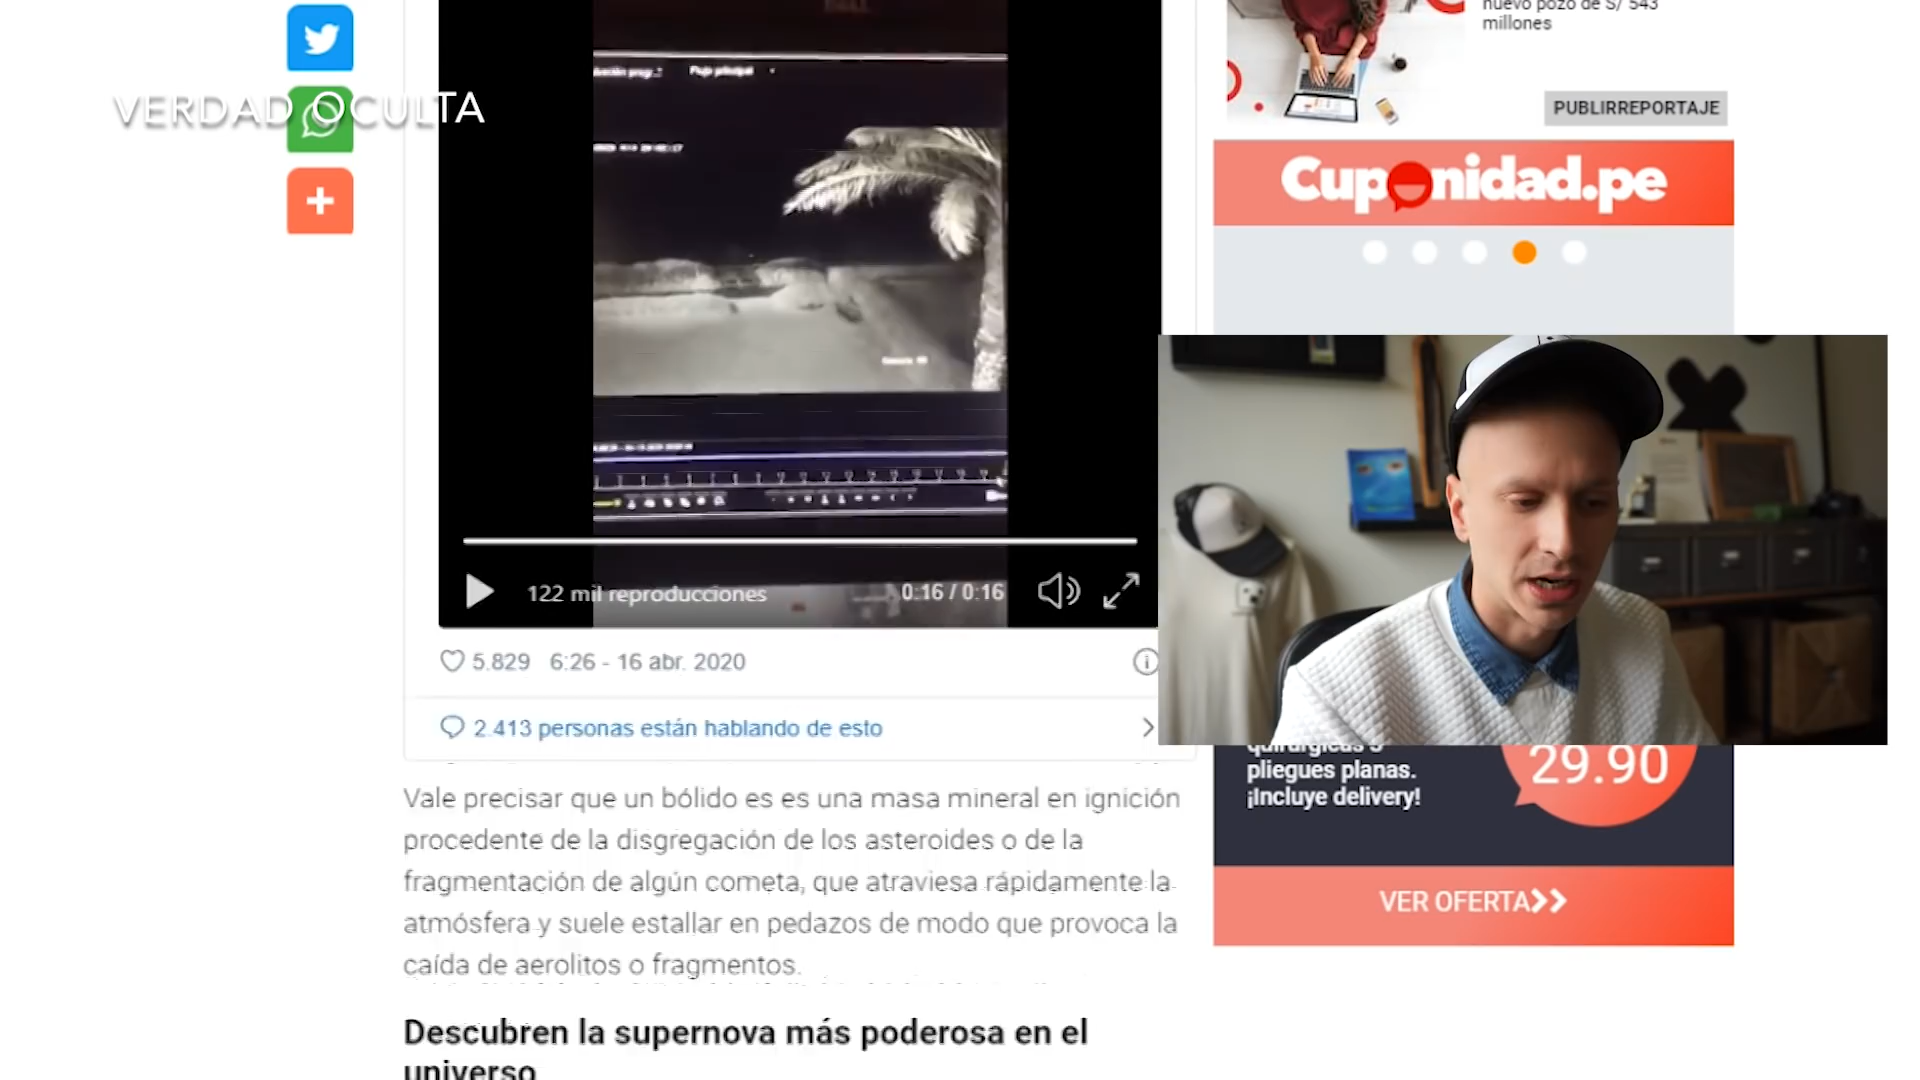 nuevo pozo de S/ 543
millones
VERDAD OCULTA
PUBLIRREPORTAJE
Cuponidad.pe
122 mil reproducciones
0:16 / 0:16
5.829 6:26 - 16 abr. 2020
2.413 personas están hablando de esto
pliegues planas.
¡Incluye delivery!
29.90
VER OFERTA
Vale precisar que un bólido es es una masa mineral en ignición
procedente de la disgregación de los asteroides o de la
fragmentación de algún cometa, que atraviesa rápidamente la
atmósfera y suele estallar en pedazos de modo que provoca la
caída de aerolitos o fragmentos.
Descubren la supernova más poderosa en el
universo